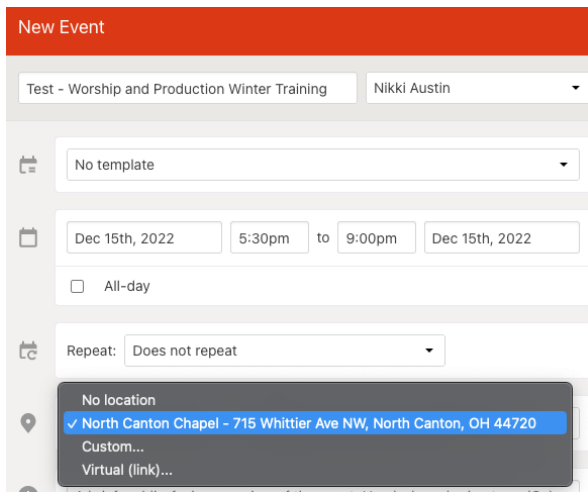 New Event
Test - Worship and Production Winter Training Nikki Austin
No template
Dec 15th, 2022 5:30pm to 9:00pm Dec 15th, 2022
All-day
Repeat: Does not repeat
No location
✓ North Canton Chapel - 715 Whittier Ave NW, North Canton, OH 44720
Custom...
Virtual (link)...